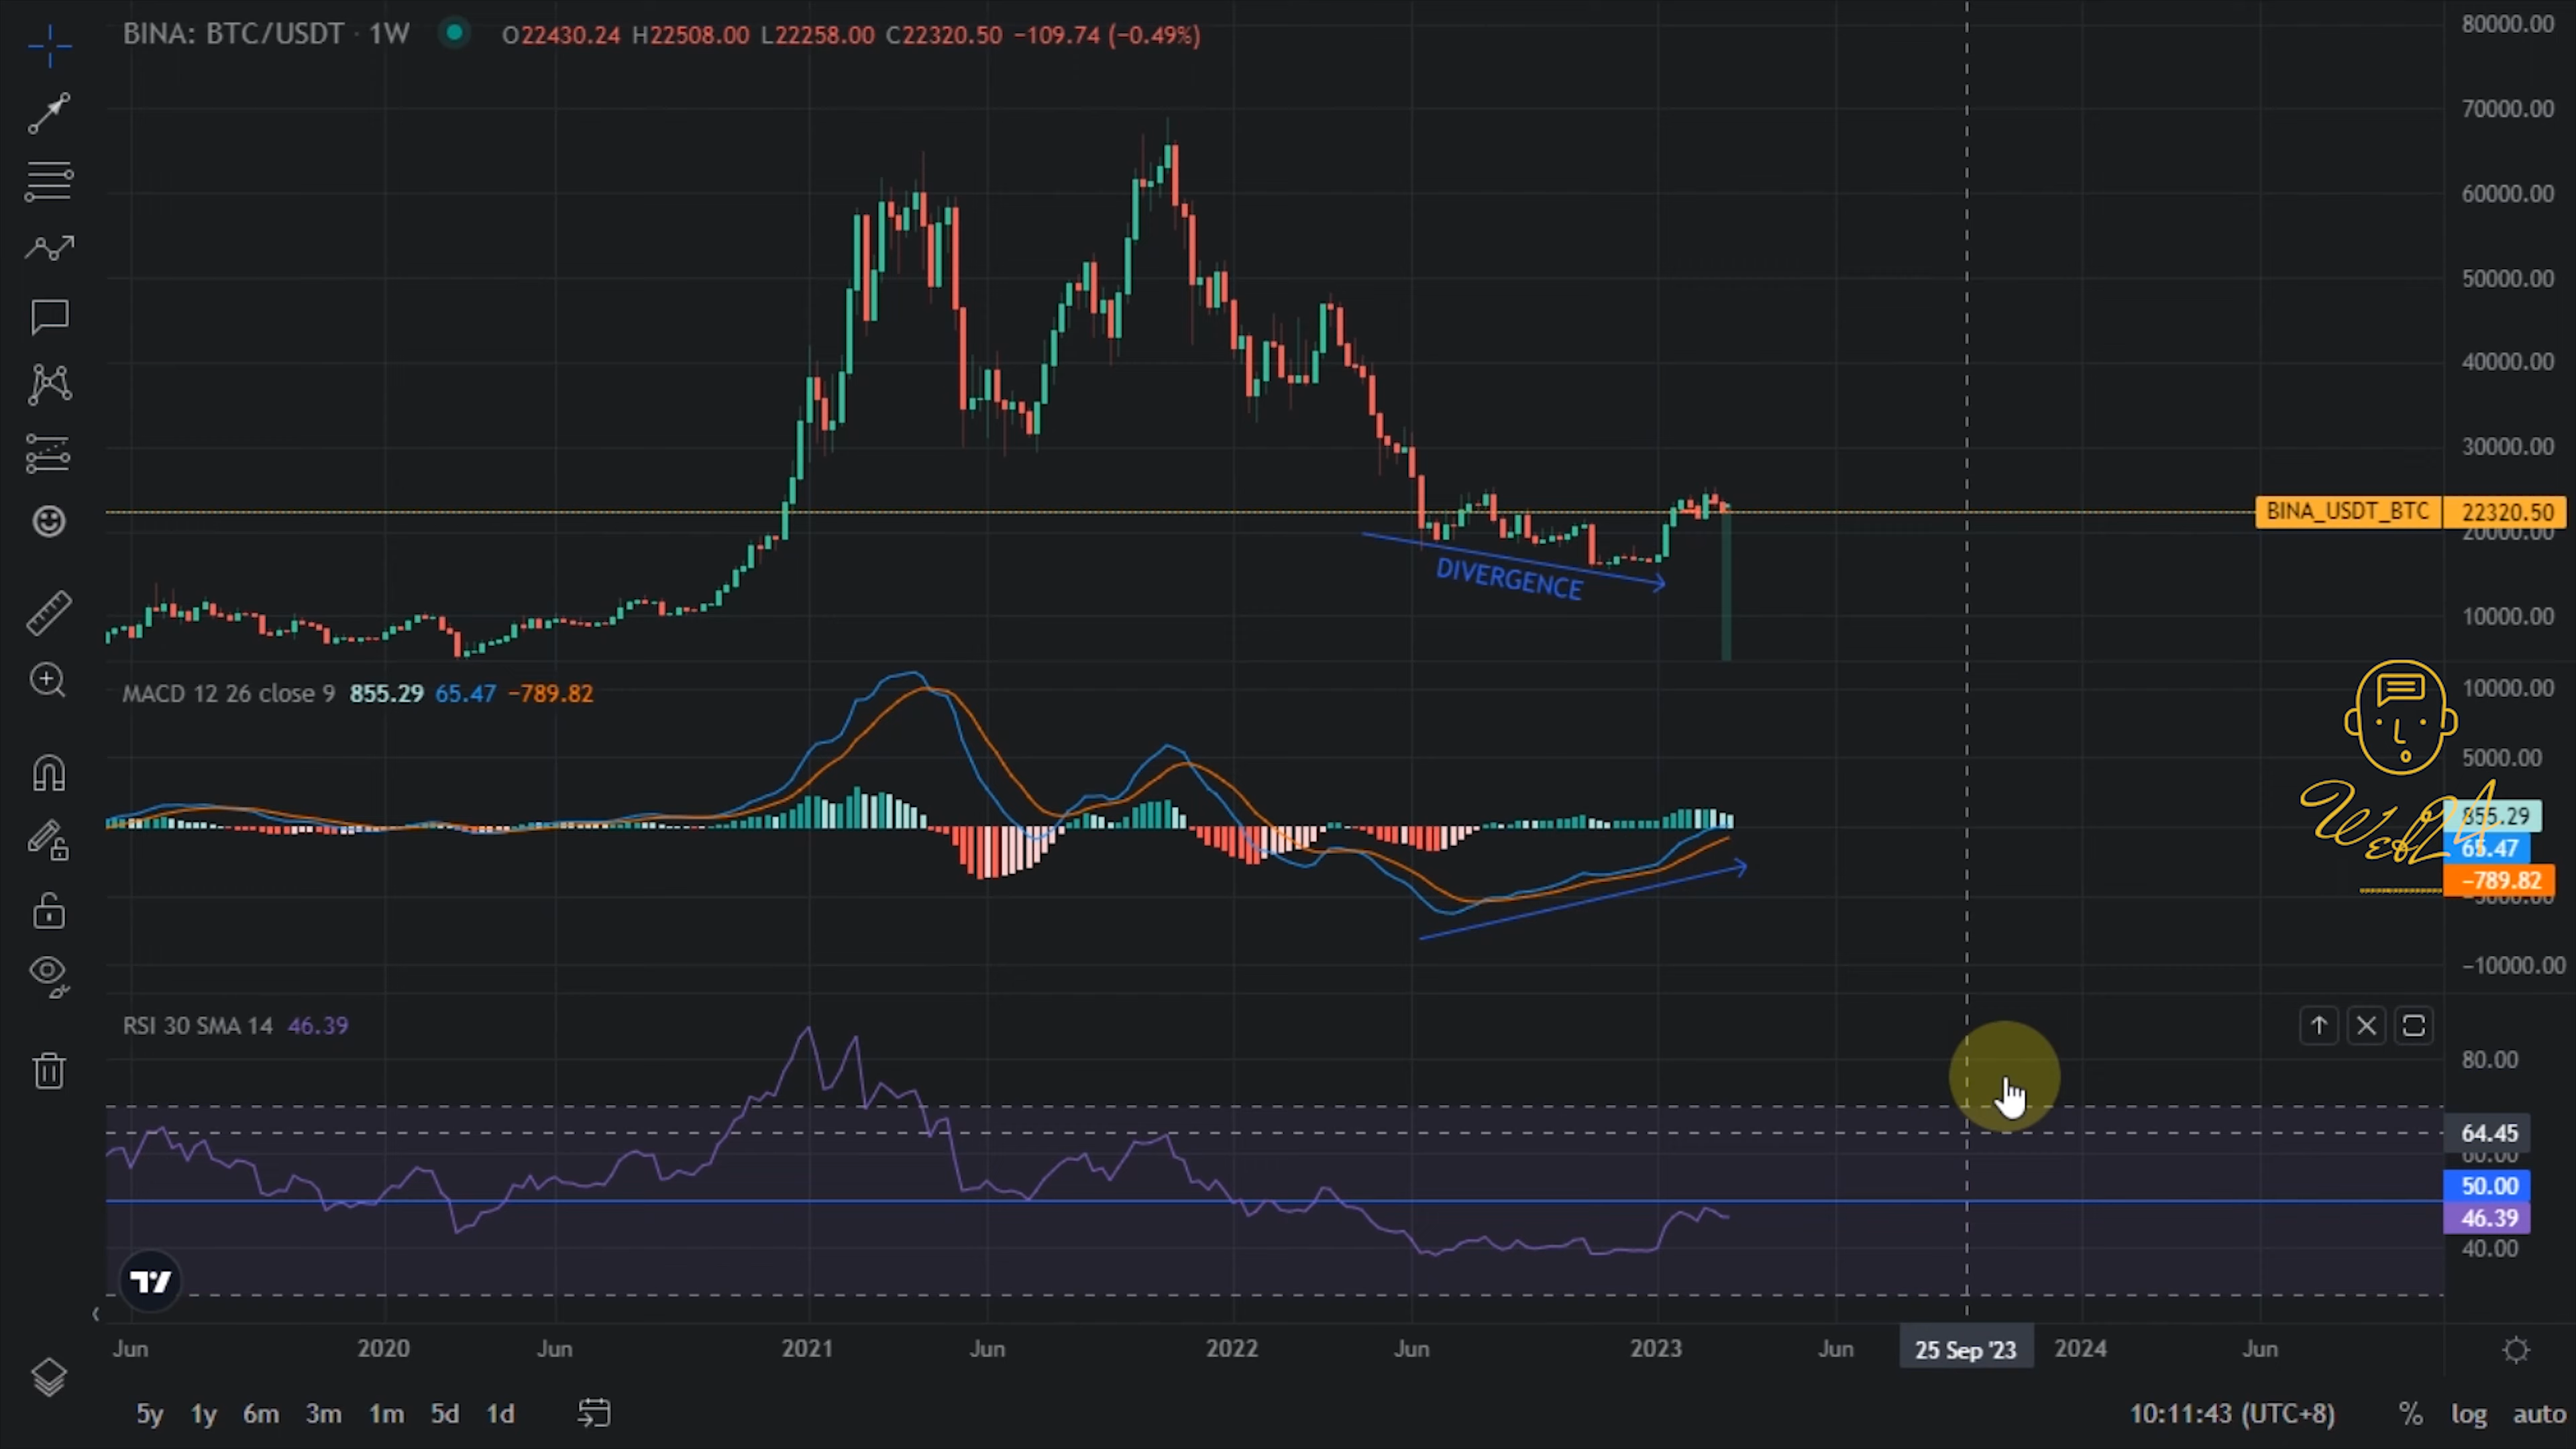 BINA: BTC/USDT · 1W O22430.24 H22508.00 L22258.00 C22320.50 −109.74 (−0.49%)
80000.00
70000.00
60000.00
50000.00
40000.00
30000.00
BINA_USDT_BTC 22320.50
20000.00
DIVERGENCE
10000.00
MACD 12 26 close 9 855.29 65.47 −789.82
10000.00
5000.00
855.29
65.47
−789.82
−10000.00
RSI 30 SMA 14 46.39
80.00
64.45
60.00
50.00
46.39
40.00
Jun 2020 Jun 2021 Jun 2022 Jun 2023 Jun 25 Sep '23 2024 Jun
5y 1y 6m 3m 1m 5d 1d 10:11:43 (UTC+8) % log auto